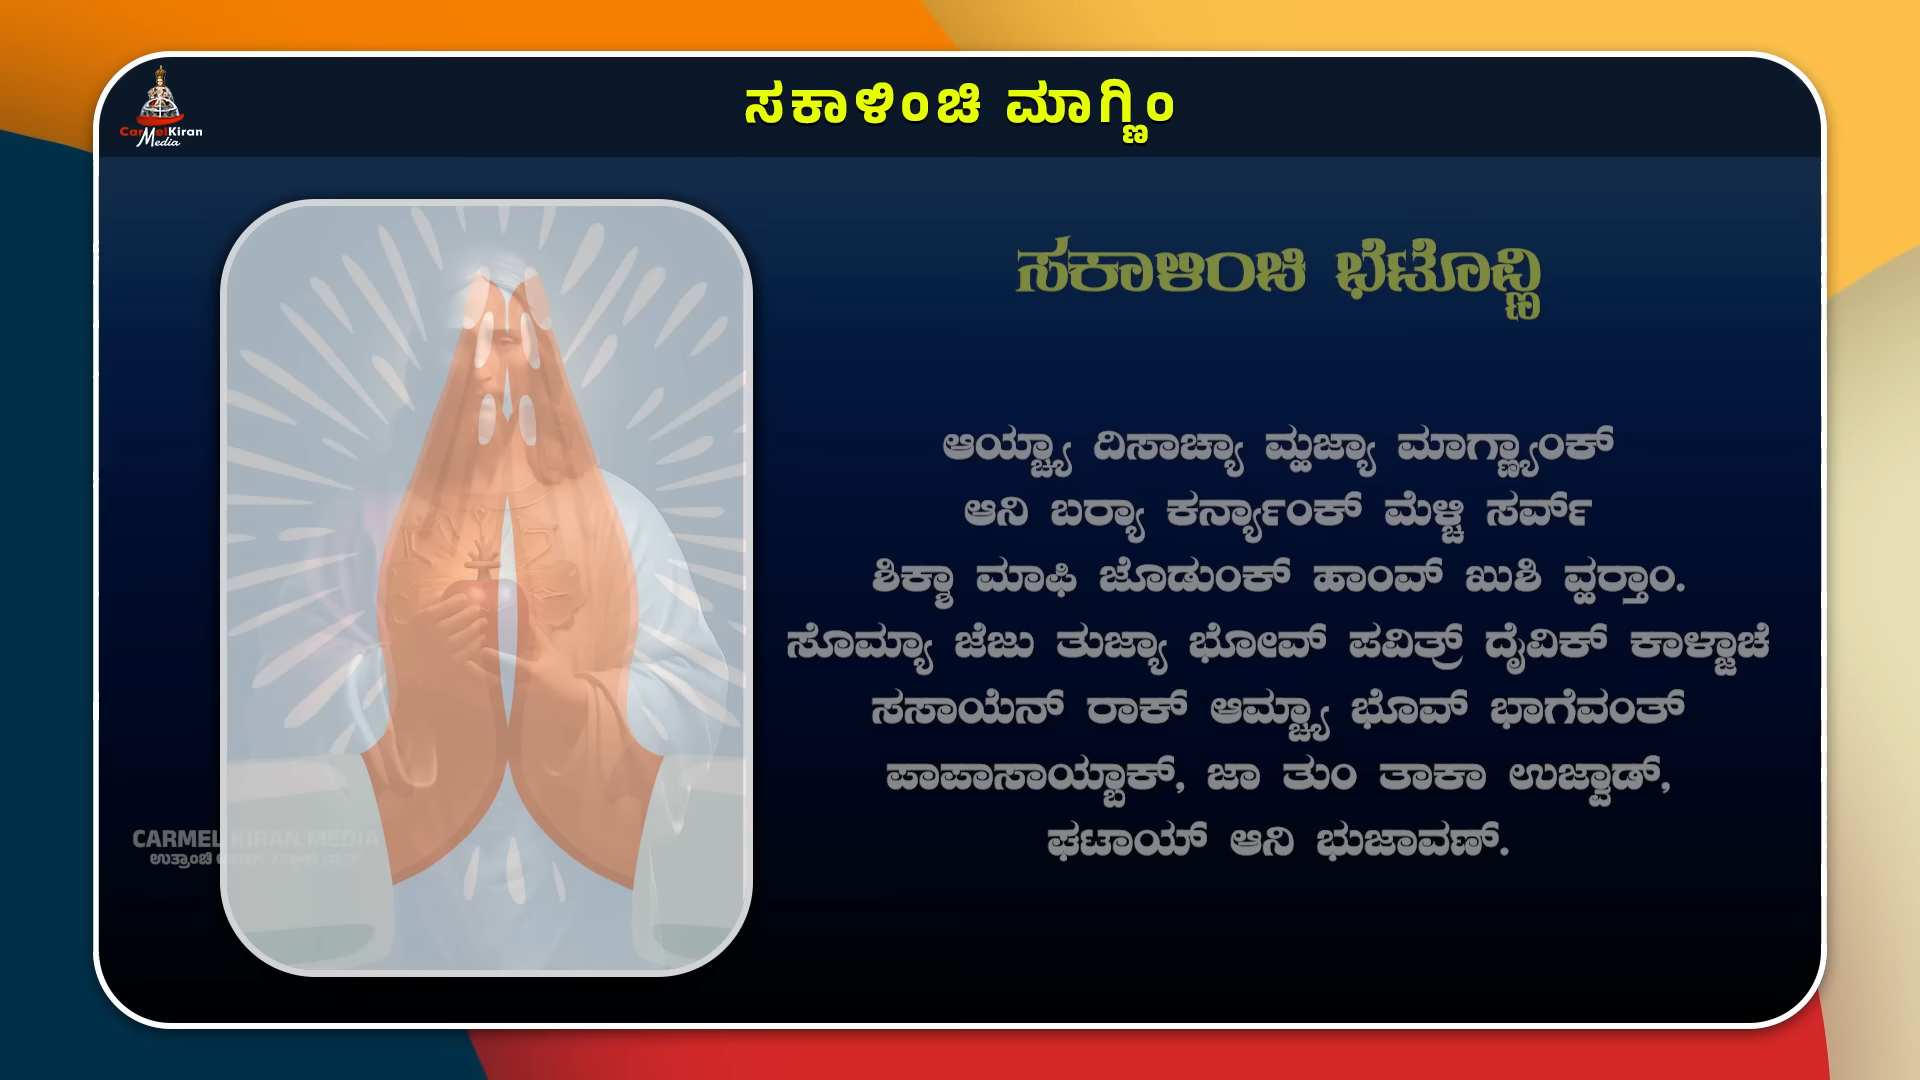 ಸಕಾಳಿಂಚಿ ಮಾಗ್ಣಿಂ
CarmelKiran
Media
ಸಕಾಳಿಂಚಿ ಭೆಟೊವ್ಣಿ
ಆಯ್ಚ್ಯಾ ದಿಸಾಚ್ಯಾ ಮ್ಹಜ್ಯಾ ಮಾಗ್ಣ್ಯಾಂಕ್
ಆನಿ ಬರ‍್ಯಾ ಕರ್ನ್ಯಾಂಕ್ ಮೆಳ್ಚಿ ಸರ್ವ್
ಶಿಕ್ಶಾ ಮಾಫಿ ಜೊಡುಂಕ್ ಹಾಂವ್ ಖುಶಿ ವ್ಹರ‍್ತಾಂ.
ಸೊಮ್ಯಾ ಜೆಜು ತುಜ್ಯಾ ಭೋವ್ ಪವಿತ್ರ್ ದೈವಿಕ್ ಕಾಳ್ಜಾಚೆ
ಸಸಾಯೆನ್ ರಾಕ್ ಆಮ್ಚ್ಯಾ ಭೊವ್ ಭಾಗೆವಂತ್
ಪಾಪಾಸಾಯ್ಬಾಕ್, ಜಾ ತುಂ ತಾಕಾ ಉಜ್ವಾಡ್,
ಘಟಾಯ್ ಆನಿ ಭುಜಾವಣ್.
CARMEL KIRAN MEDIA